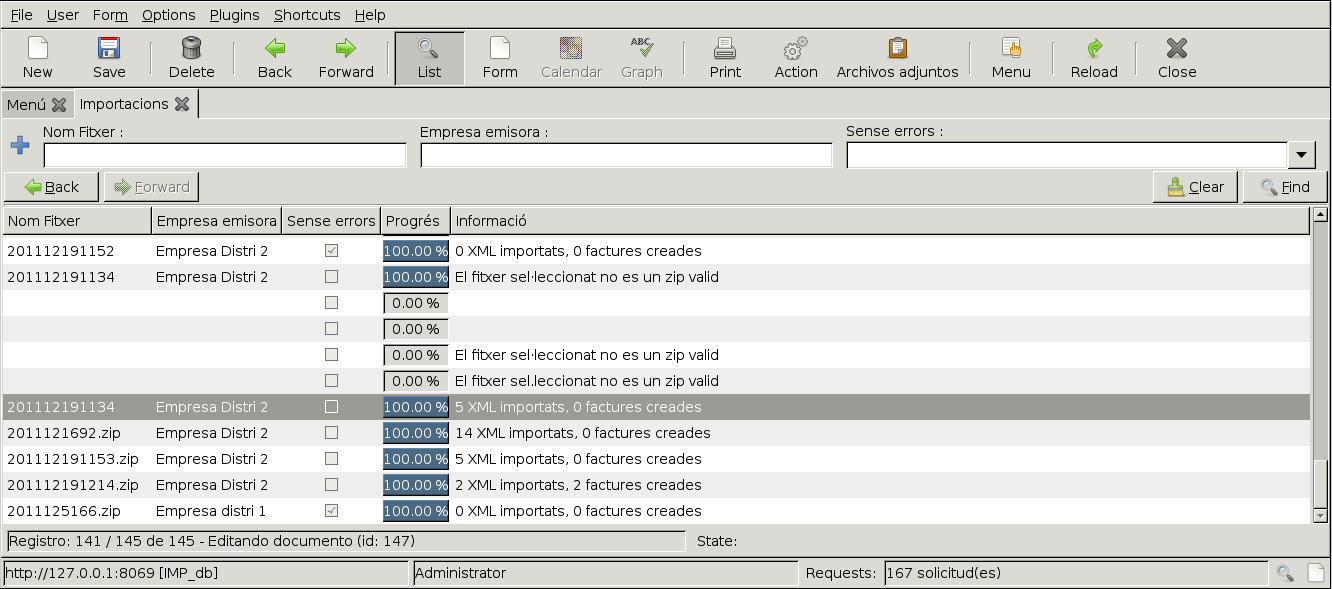 File User Form Options Plugins Shortcuts Help
New Save Delete Back Forward List Form Calendar ABC Graph Print Action Archivos adjuntos Menu Reload Close
Menú Importacions
Nom Fitxer : Empresa emisora : Sense errors :
Back Forward Clear Find
Nom Fitxer Empresa emisora Sense errors Progrés Informació
201112191152 Empresa Distri 2 100.00 % 0 XML importats, 0 factures creades
201112191134 Empresa Distri 2 100.00 % El fitxer sel·leccionat no es un zip valid
0.00 %
0.00 %
0.00 % El fitxer sel·leccionat no es un zip valid
0.00 % El fitxer sel.leccionat no es un zip valid
201112191134 Empresa Distri 2 100.00 % 5 XML importats, 0 factures creades
2011121692.zip Empresa Distri 2 100.00 % 14 XML importats, 0 factures creades
201112191153.zip Empresa Distri 2 100.00 % 5 XML importats, 0 factures creades
201112191214.zip Empresa Distri 2 100.00 % 2 XML importats, 2 factures creades
2011125166.zip Empresa distri 1 100.00 % 0 XML importats, 0 factures creades
Registro: 141 / 145 de 145 - Editando documento (id: 147) State:
http://127.0.0.1:8069 [IMP_db] Administrator Requests: 167 solicitud(es)